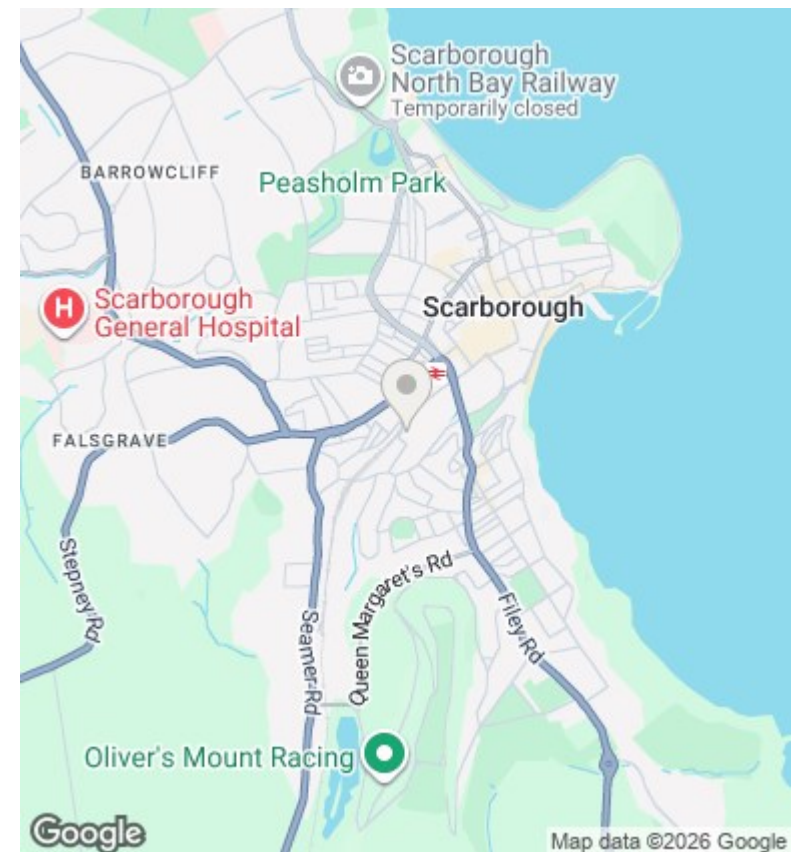 Scarborough
North Bay Railway
Temporarily closed
BARROWCLIFF
Peasholm Park
H
Scarborough
General Hospital
Scarborough
FALSGRAVE
Stepney Rd
Seamer Rd
Queen Margaret's Rd
Filey Rd
Oliver's Mount Racing
Google
Map data ©2026 Google